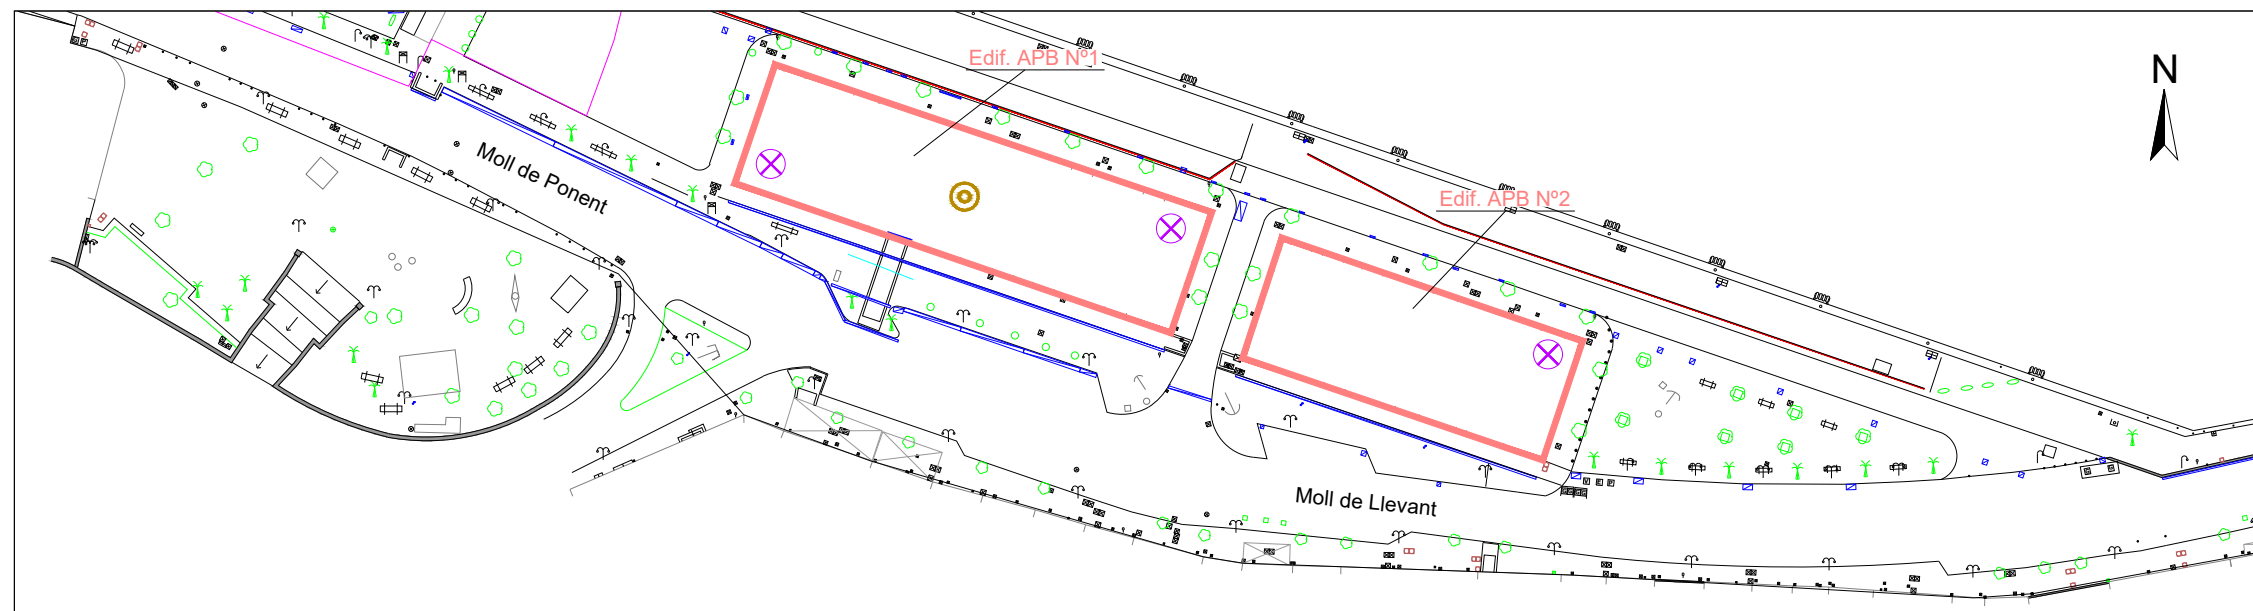 Edif. APB Nº1
N
Moll de Ponent
Edif. APB Nº2
Moll de Llevant